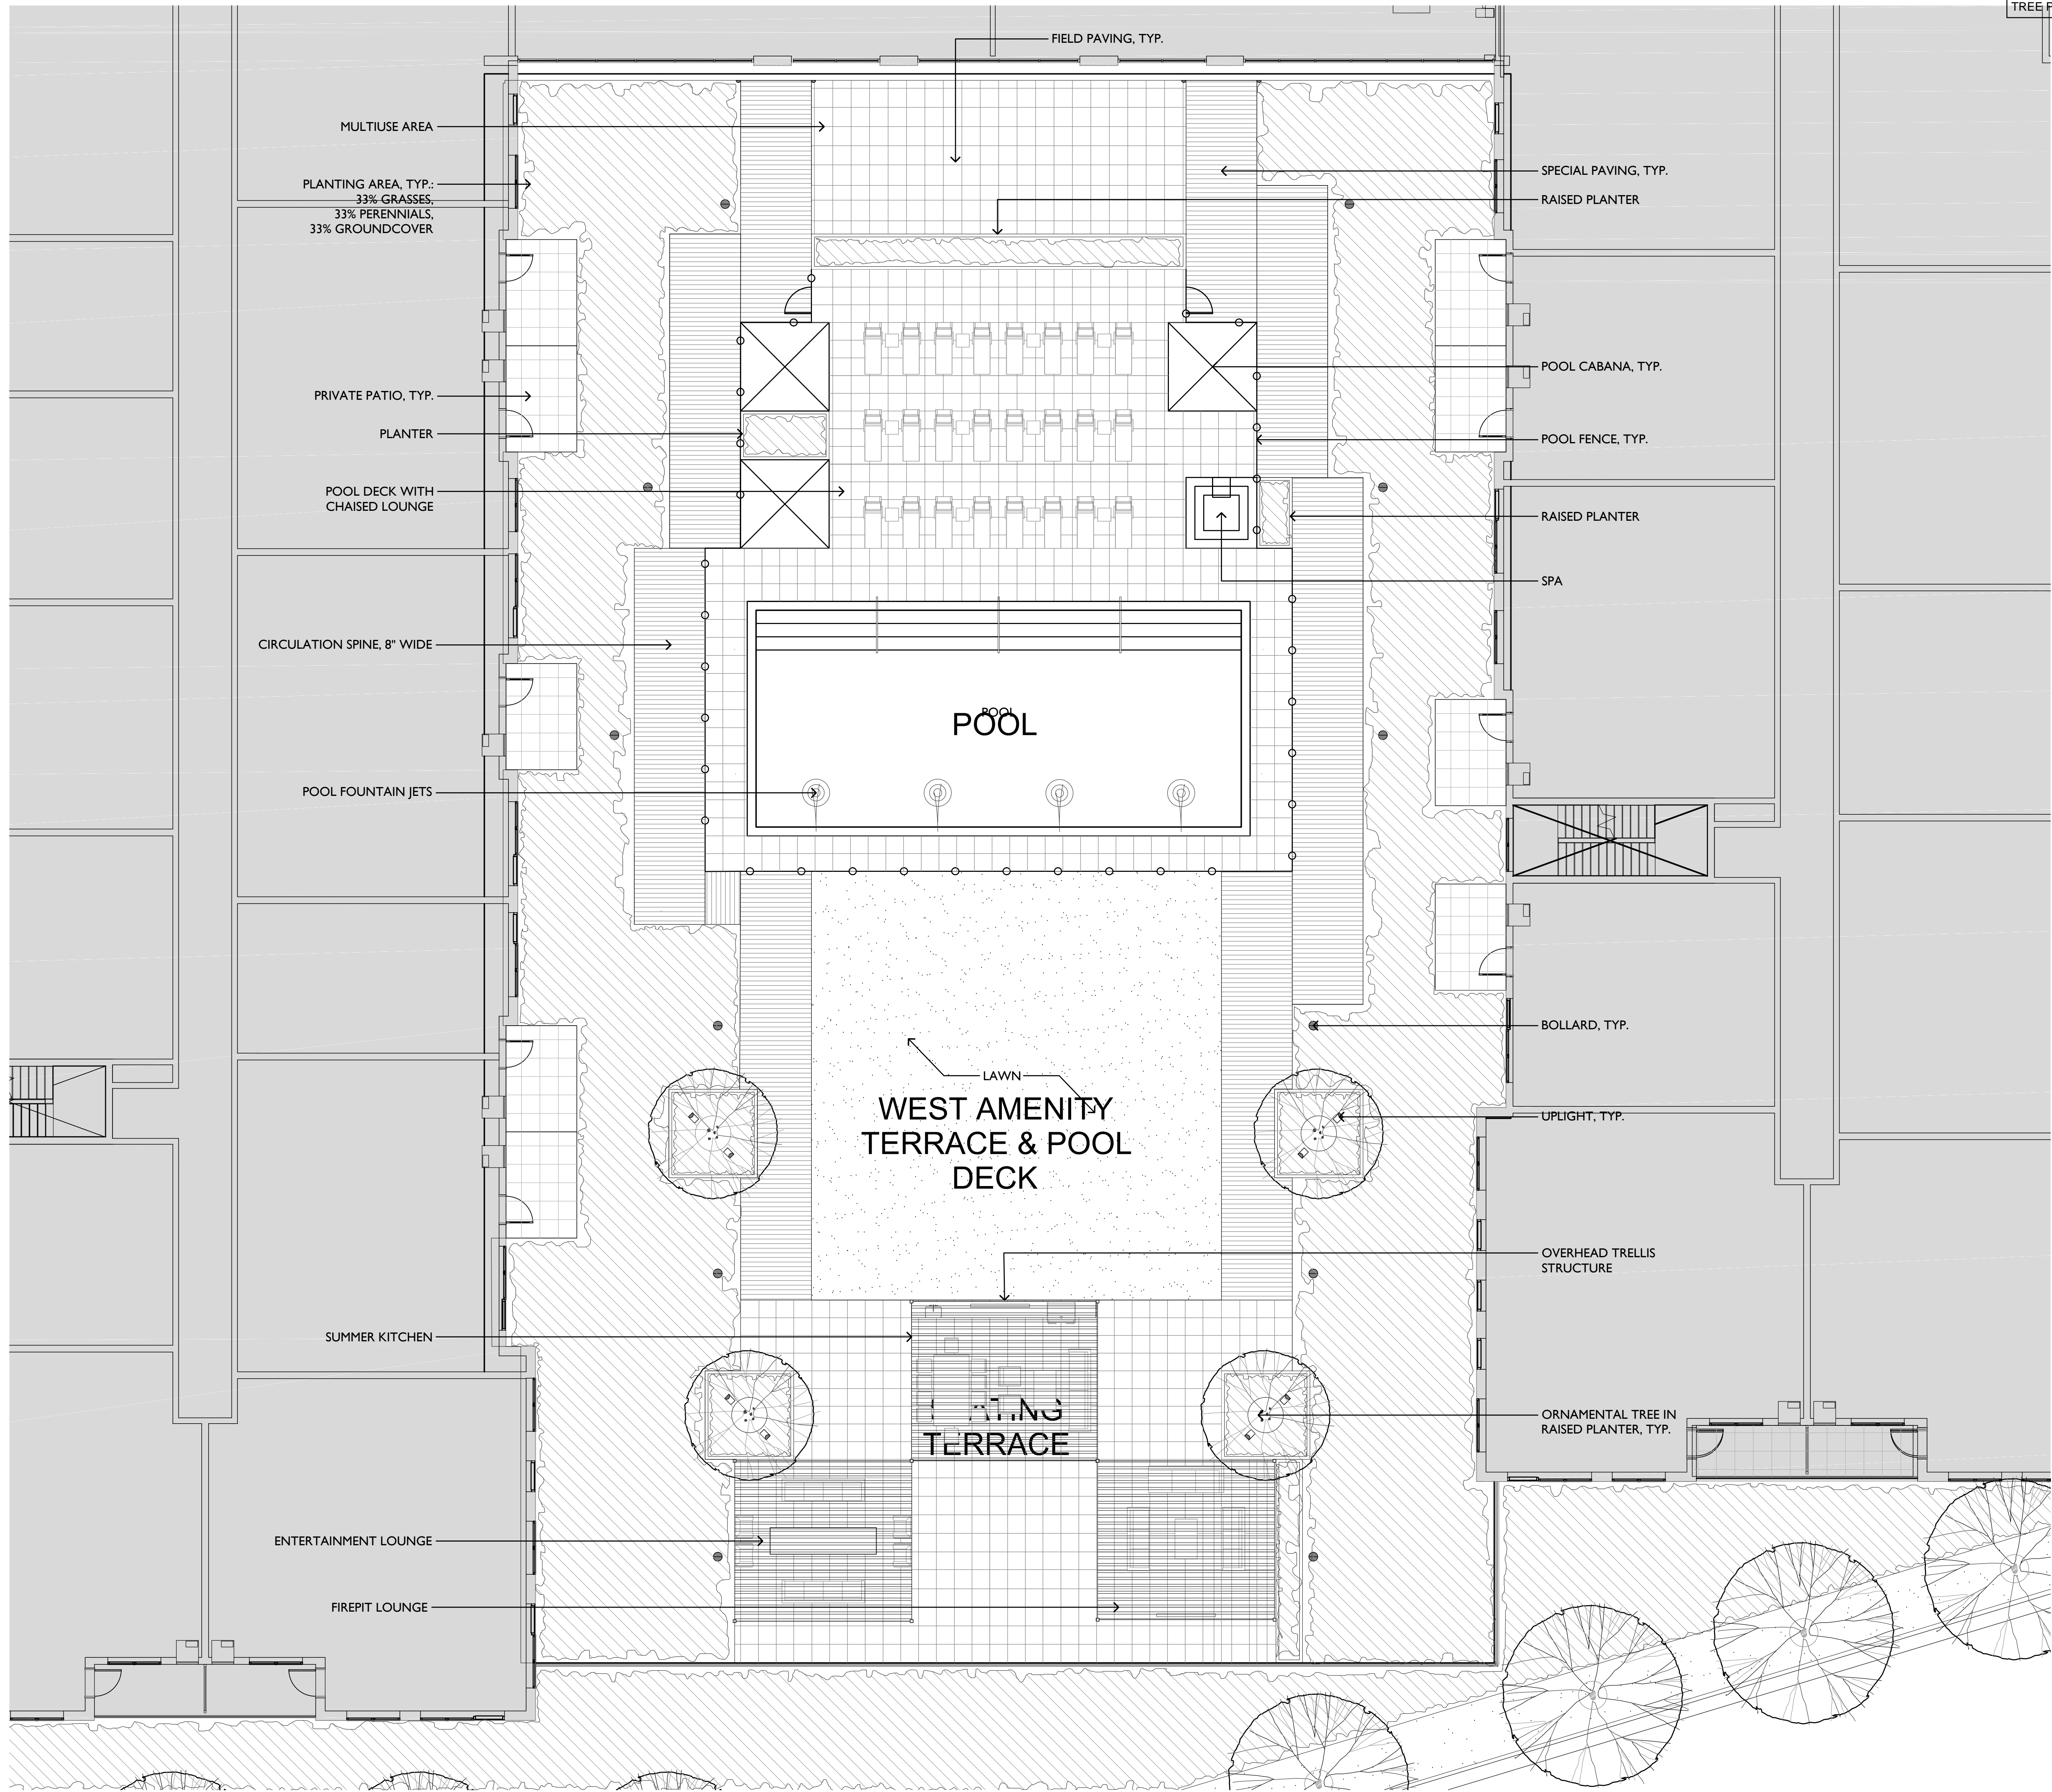 TREE P
FIELD PAVING, TYP.
MULTIUSE AREA
PLANTING AREA, TYP.:
33% GRASSES,
33% PERENNIALS,
33% GROUNDCOVER
SPECIAL PAVING, TYP.
RAISED PLANTER
PRIVATE PATIO, TYP.
POOL CABANA, TYP.
PLANTER
POOL FENCE, TYP.
POOL DECK WITH
CHAISED LOUNGE
RAISED PLANTER
SPA
CIRCULATION SPINE, 8" WIDE
POOL
POOL
POOL FOUNTAIN JETS
BOLLARD, TYP.
LAWN
WEST AMENITY
TERRACE & POOL
DECK
UPLIGHT, TYP.
OVERHEAD TRELLIS
STRUCTURE
SUMMER KITCHEN
TERRACE
ORNAMENTAL TREE IN
RAISED PLANTER, TYP.
ENTERTAINMENT LOUNGE
FIREPIT LOUNGE